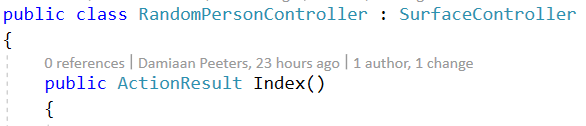 public class RandomPersonController : SurfaceController
{
0 references | Damiaan Peeters, 23 hours ago | 1 author, 1 change
public ActionResult Index()
{